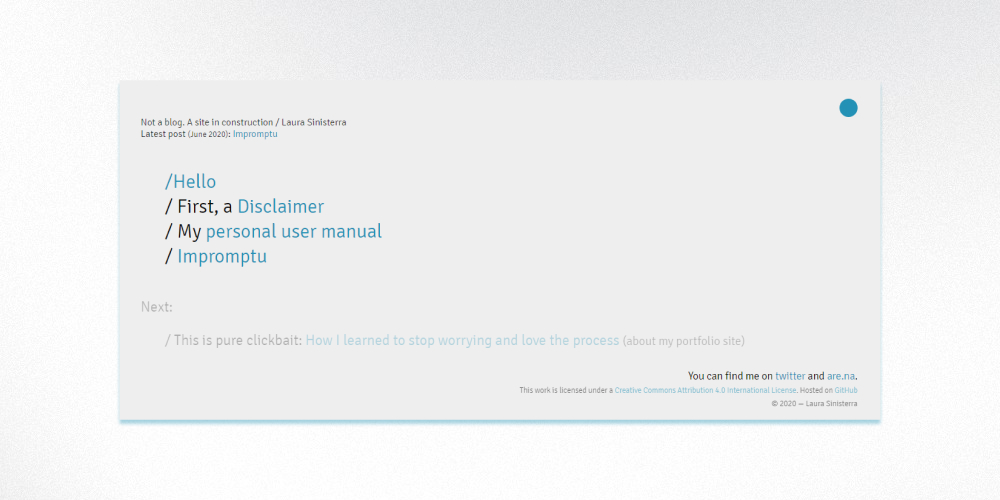 Not a blog. A site in construction / Laura Sinisterra
Latest post (June 2020): Impromptu
/Hello
/ First, a Disclaimer
/ My personal user manual
/ Impromptu
Next:
/ This is pure clickbait: How I learned to stop worrying and love the process (about my portfolio site)
You can find me on twitter and are.na.
This work is licensed under a Creative Commons Attribution 4.0 International License. Hosted on GitHub
© 2020 — Laura Sinisterra